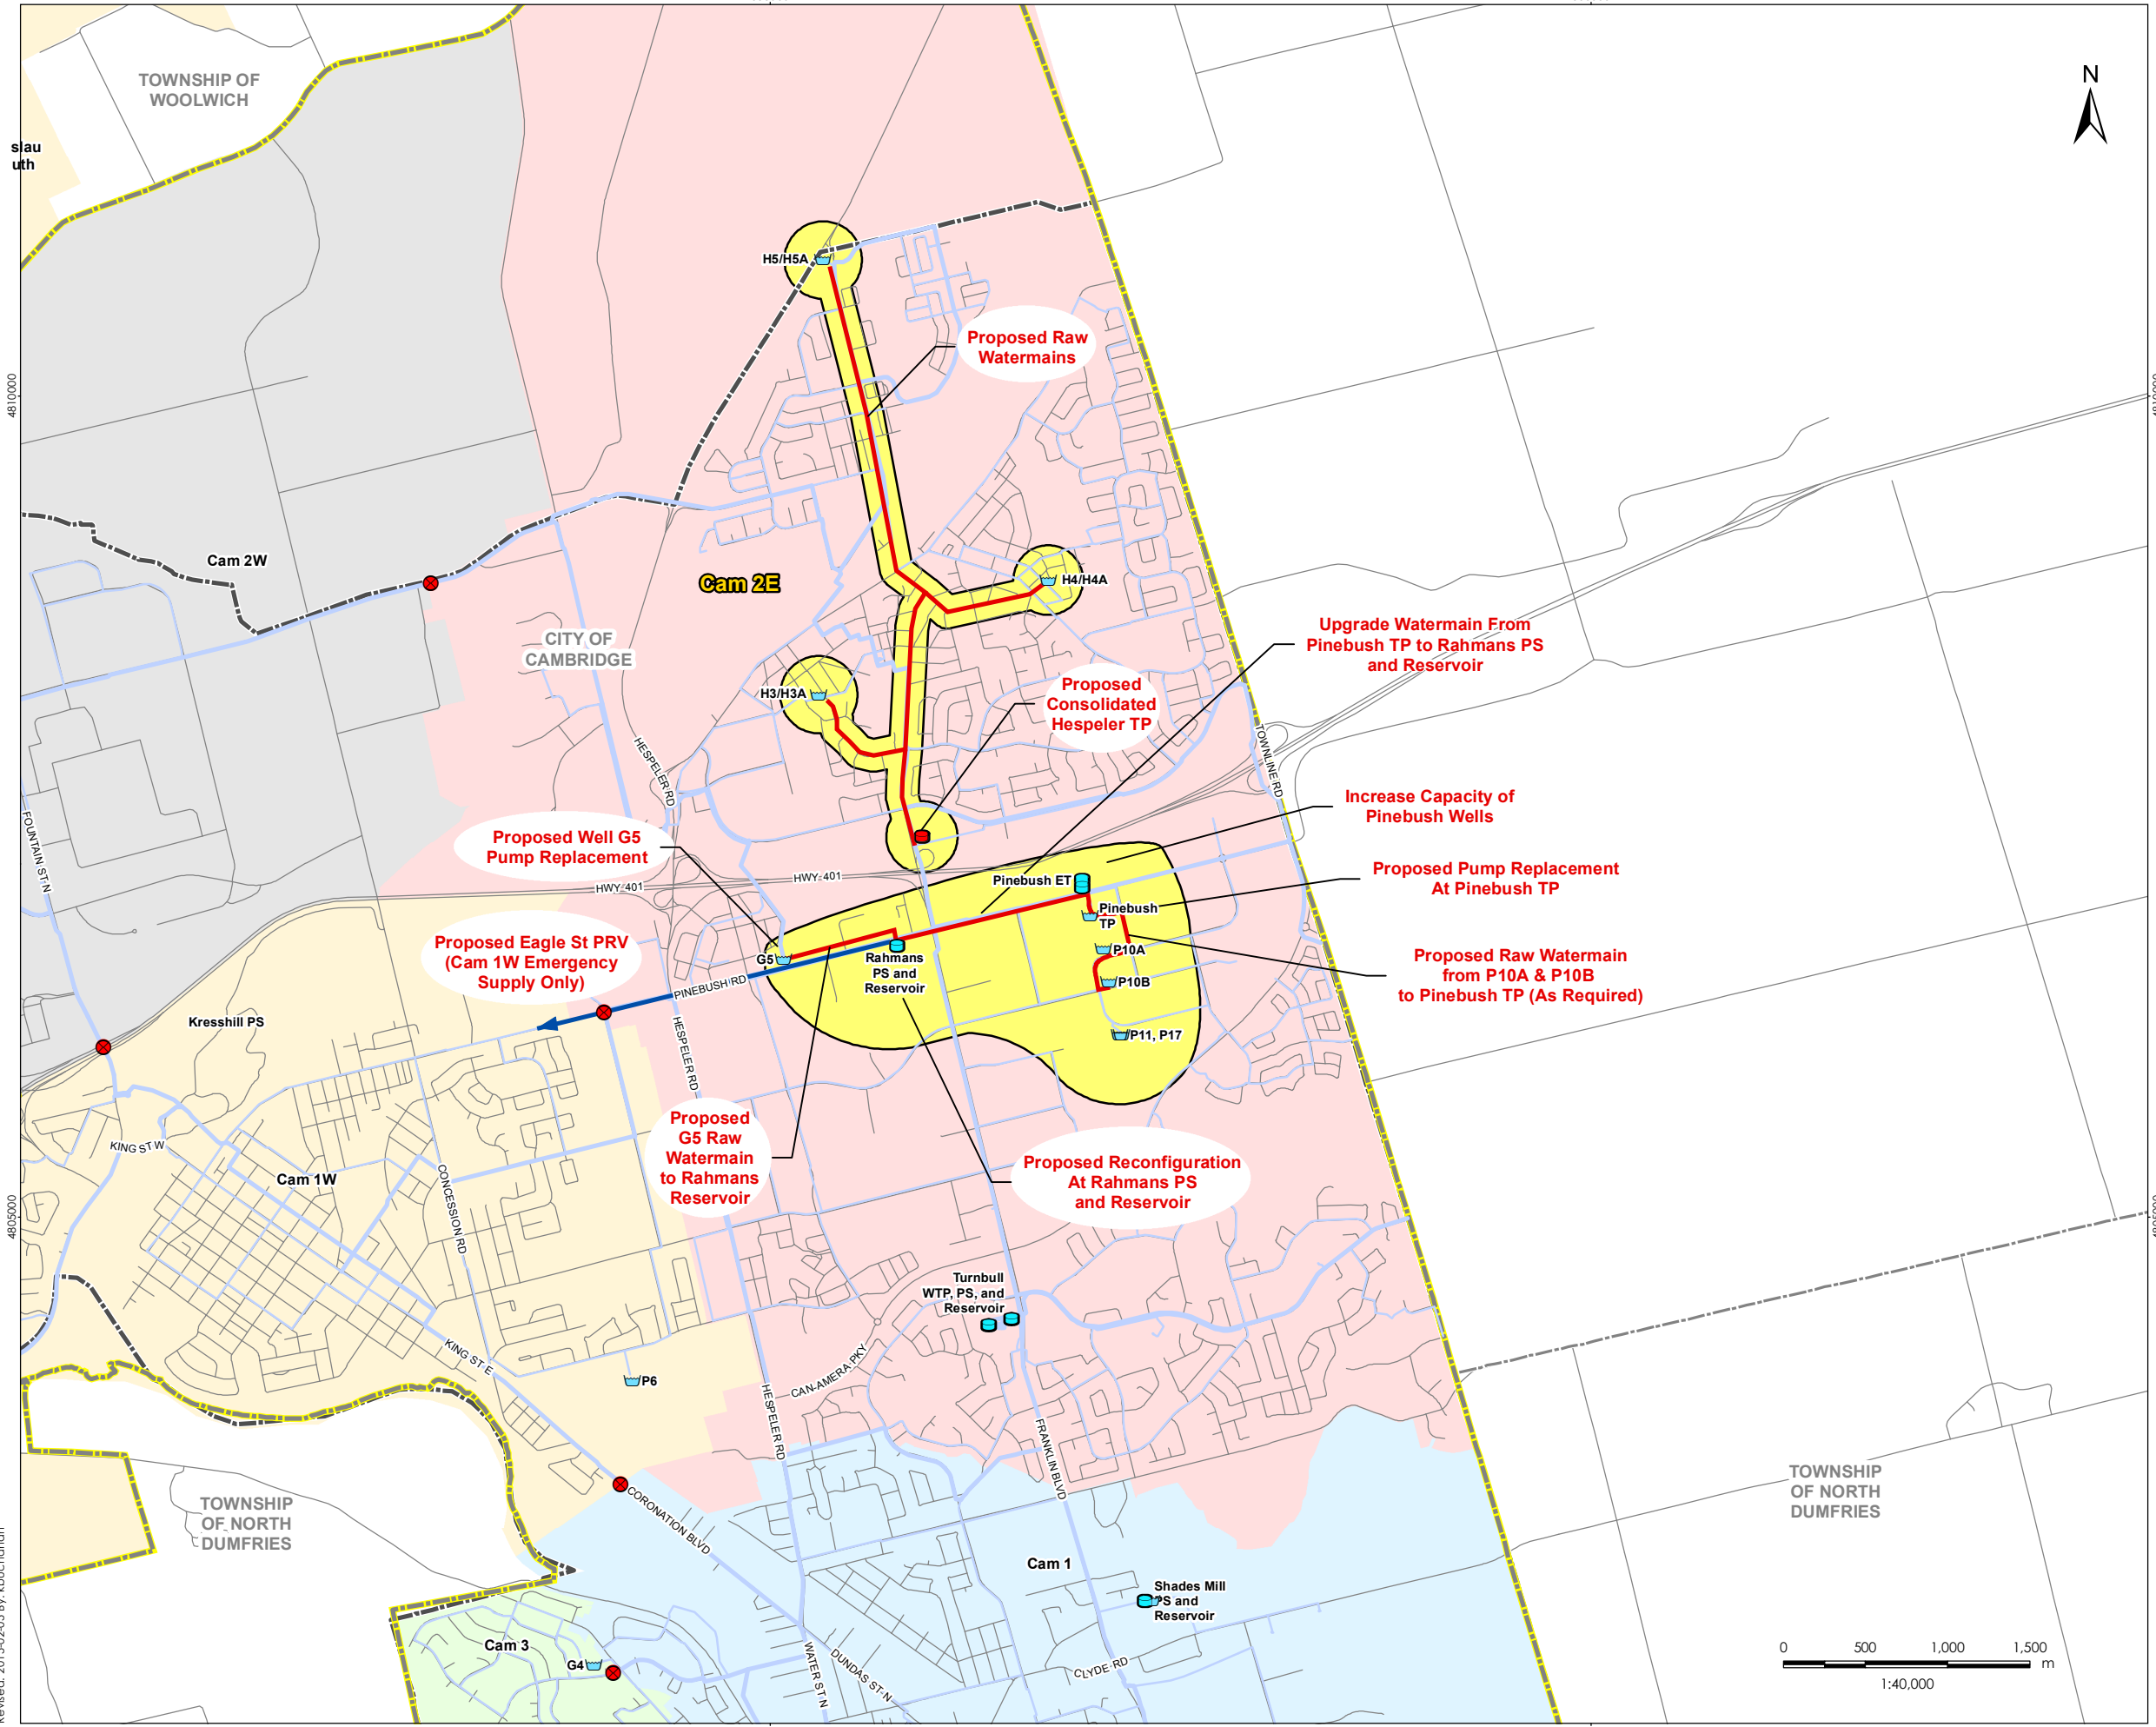 TOWNSHIP OF
WOOLWICH
N
slau
uth
H5/H5A
Proposed Raw
Watermains
4810000
Cam 2W
Cam 2E
H4/H4A
CITY OF
CAMBRIDGE
Upgrade Watermain From
Pinebush TP to Rahmans PS
and Reservoir
H3/H3A
Proposed
Consolidated
Hespeler TP
HESPELER RD
TOWNLINE RD
Increase Capacity of
Pinebush Wells
FOUNTAIN ST N
Proposed Well G5
Pump Replacement
HWY 401
HWY 401
Proposed Pump Replacement
At Pinebush TP
Pinebush ET
Pinebush
TP
Proposed Eagle St PRV
(Cam 1W Emergency
Supply Only)
G5
Rahmans
PS and
Reservoir
P10A
P10B
Proposed Raw Watermain
from P10A & P10B
to Pinebush TP (As Required)
PINEBUSH RD
Kresshill PS
P11, P17
HESPELER RD
KING ST W
Cam 1W
CONCESSION RD
Proposed
G5 Raw
Watermain
to Rahmans
Reservoir
Proposed Reconfiguration
At Rahmans PS
and Reservoir
4805000
Turnbull
WTP, PS, and
Reservoir
KING ST E
P6
CAN-AMERA PKY
HESPELER RD
FRANKLIN BLVD
TOWNSHIP
OF NORTH
DUMFRIES
TOWNSHIP
OF NORTH
DUMFRIES
CORONATION BLVD
Cam 1
Shades Mill
PS and
Reservoir
Cam 3
G4
WATER ST N
DUNDAS ST N
CLYDE RD
0 500 1,000 1,500
m
1:40,000